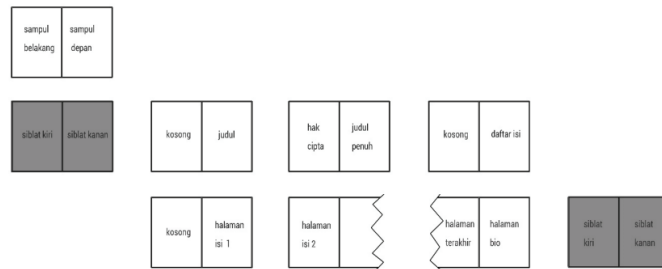 sampul
belakang
sampul
depan
siblat kiri
siblat kanan
kosong
judul
hak
cipta
judul
penuh
kosong
daftar isi
kosong
halaman
isi 1
halaman
isi 2
halaman
terakhir
halaman
bio
siblat
kiri
siblat
kanan